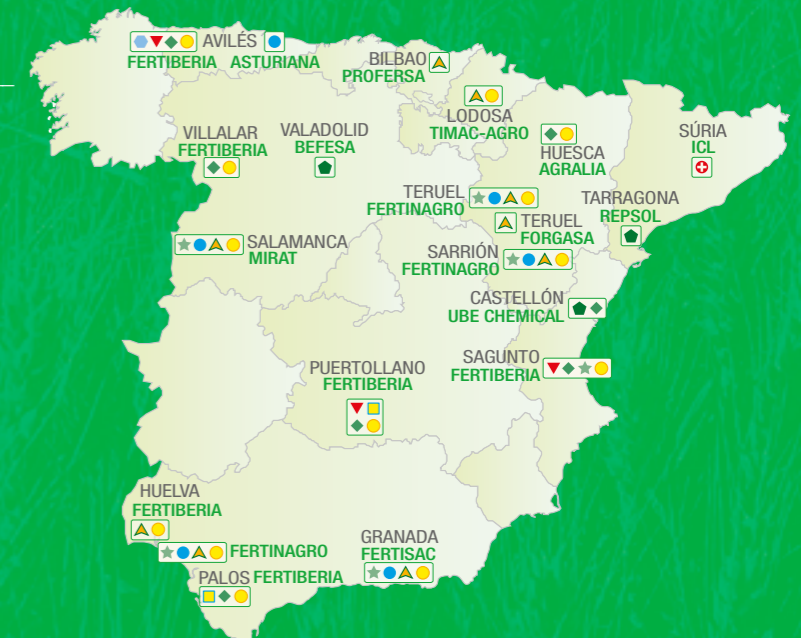 AVILÉS
FERTIBERIA ASTURIANA
BILBAO
PROFERSA
LODOSA
TIMAC-AGRO
VILLALAR
FERTIBERIA
VALADOLID
BEFESA
HUESCA
AGRALIA
SÚRIA
ICL
TERUEL
FERTINAGRO
TARRAGONA
REPSOL
TERUEL
FORGASA
SALAMANCA
MIRAT
SARRIÓN
FERTINAGRO
CASTELLÓN
UBE CHEMICAL
SAGUNTO
FERTIBERIA
PUERTOLLANO
FERTIBERIA
HUELVA
FERTIBERIA
FERTINAGRO
GRANADA
FERTISAC
PALOS FERTIBERIA